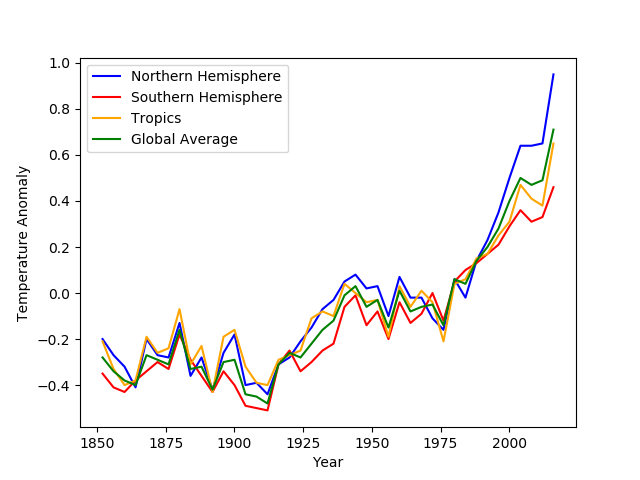 Northern Hemisphere
Southern Hemisphere
Tropics
Global Average
1.0
0.8
0.6
0.4
0.2
0.0
−0.2
−0.4
Temperature Anomaly
1850 1875 1900 1925 1950 1975 2000
Year